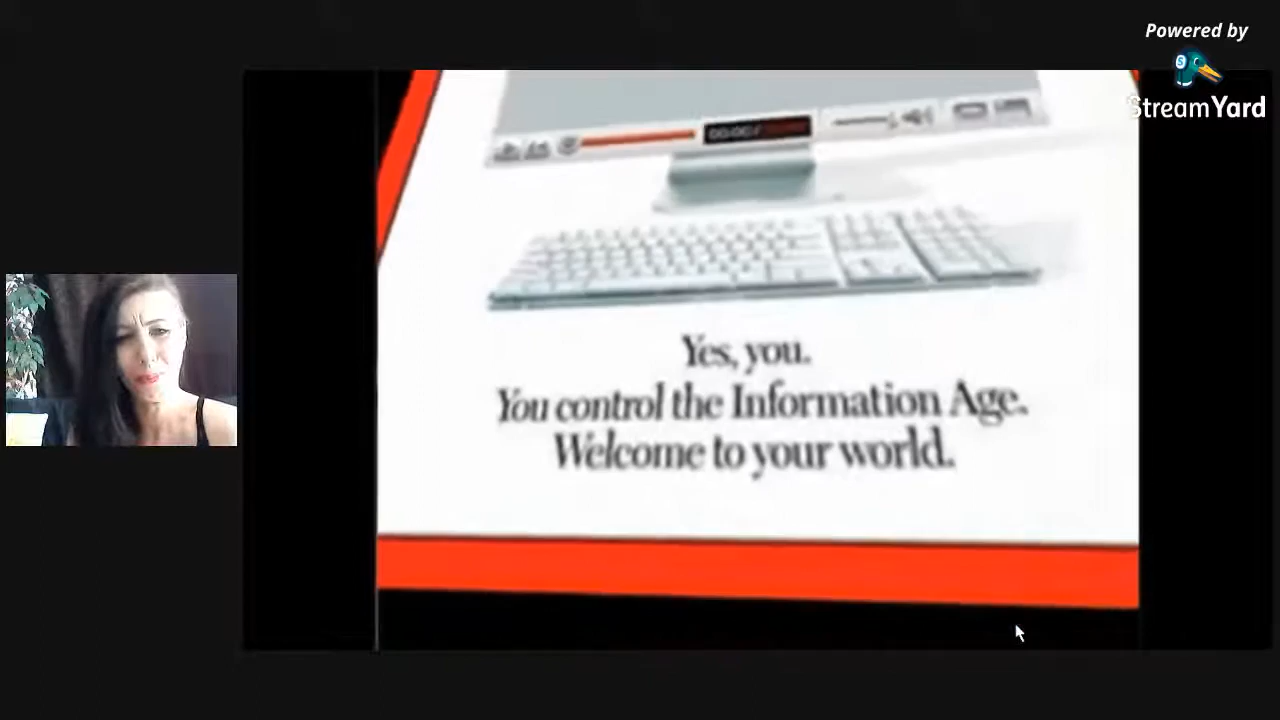 Powered by
StreamYard
Yes, you.
You control the Information Age.
Welcome to your world.